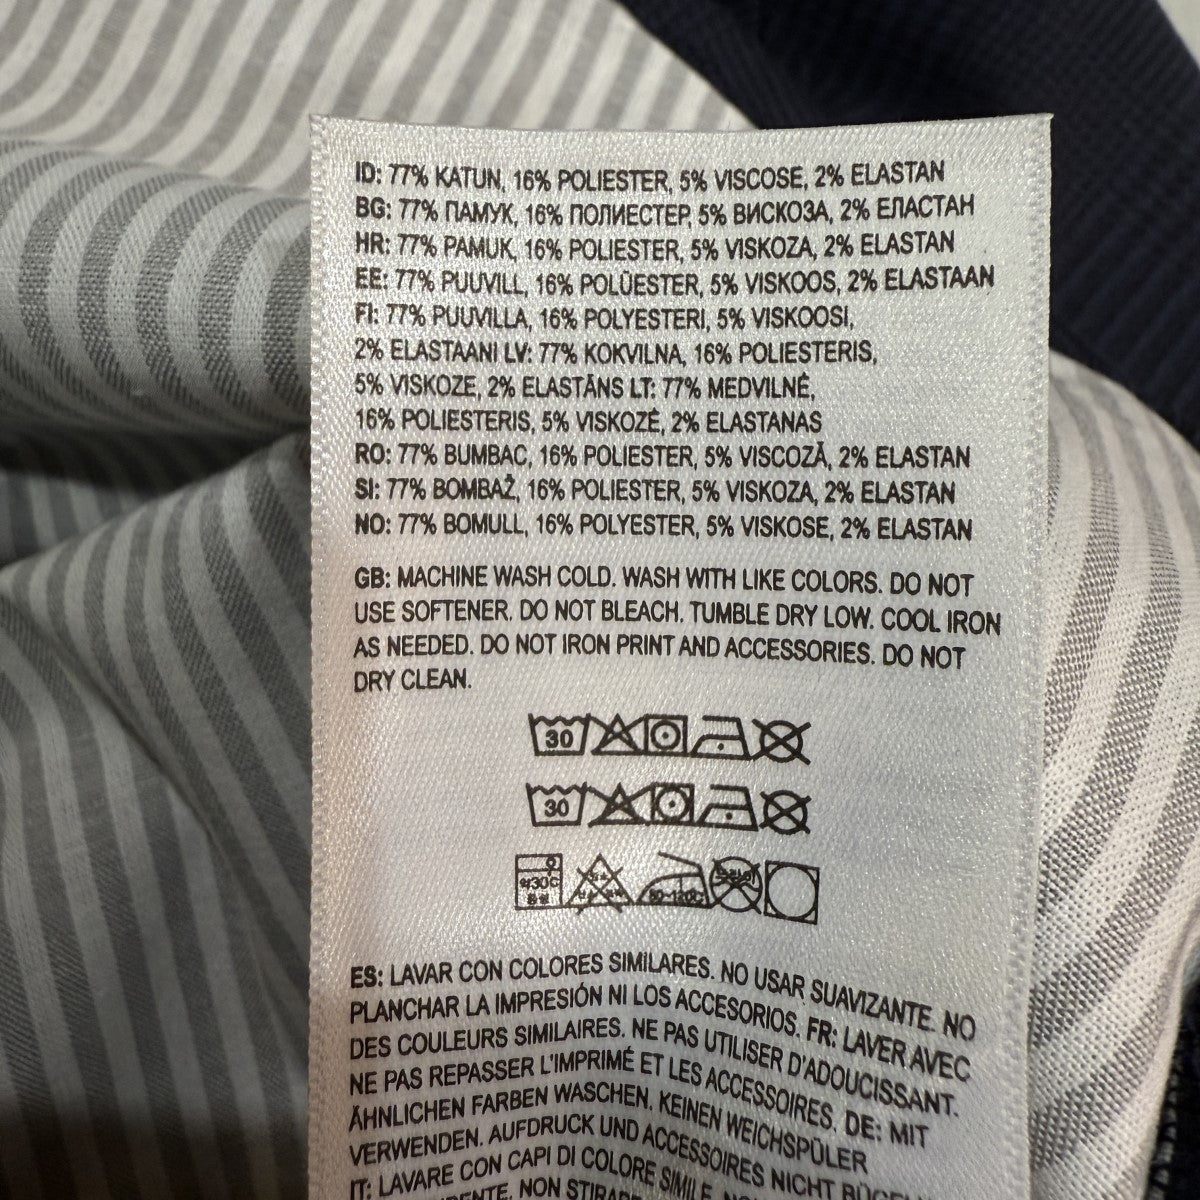 ID: 77% KATUN, 16% POLIESTER, 5% VISCOSE, 2% ELASTAN
BG: 77% ПАМУК, 16% ПОЛИЕСТЕР, 5% ВИСКОЗА, 2% ЕЛАСТАН
HR: 77% PAMUK, 16% POLIESTER, 5% VISKOZA, 2% ELASTAN
EE: 77% PUUVILL, 16% POLÜESTER, 5% VISKOOS, 2% ELASTAAN
FI: 77% PUUVILLA, 16% POLYESTERI, 5% VISKOOSI,
2% ELASTAANI LV: 77% KOKVILNA, 16% POLIESTERIS,
5% VISKOZE, 2% ELASTĀNS LT: 77% MEDVILNĖ,
16% POLIESTERIS, 5% VISKOZĖ, 2% ELASTANAS
RO: 77% BUMBAC, 16% POLIESTER, 5% VISCOZĂ, 2% ELASTAN
SI: 77% BOMBAŽ, 16% POLIESTER, 5% VISKOZA, 2% ELASTAN
NO: 77% BOMULL, 16% POLYESTER, 5% VISKOSE, 2% ELASTAN
GB: MACHINE WASH COLD. WASH WITH LIKE COLORS. DO NOT
USE SOFTENER. DO NOT BLEACH. TUMBLE DRY LOW. COOL IRON
AS NEEDED. DO NOT IRON PRINT AND ACCESSORIES. DO NOT
DRY CLEAN.
30
30
약30℃
80~120℃
ES: LAVAR CON COLORES SIMILARES. NO USAR SUAVIZANTE. NO
PLANCHAR LA IMPRESIÓN NI LOS ACCESORIOS. FR: LAVER AVEC
DES COULEURS SIMILAIRES. NE PAS UTILISER D'ADOUCISSANT.
NE PAS REPASSER L'IMPRIMÉ ET LES ACCESSOIRES. DE: MIT
ÄHNLICHEN FARBEN WASCHEN. KEINEN WEICHSPÜLER
VERWENDEN. AUFDRUCK UND ACCESSOIRES NICHT
IT: LAVARE CON CAPI DI COLORE SIMILE.
NON